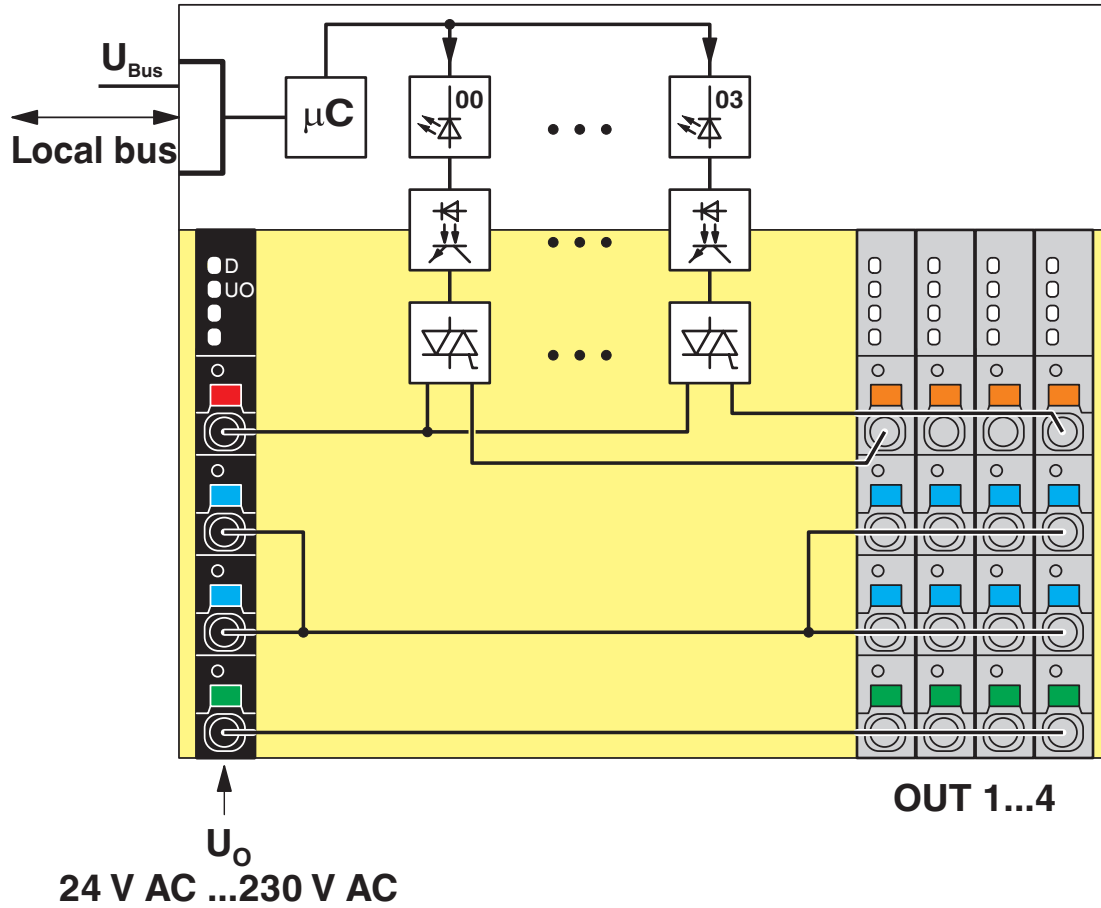 U_Bus
Local bus
μC
00
03
D
UO
OUT 1...4
U_O
24 V AC ...230 V AC